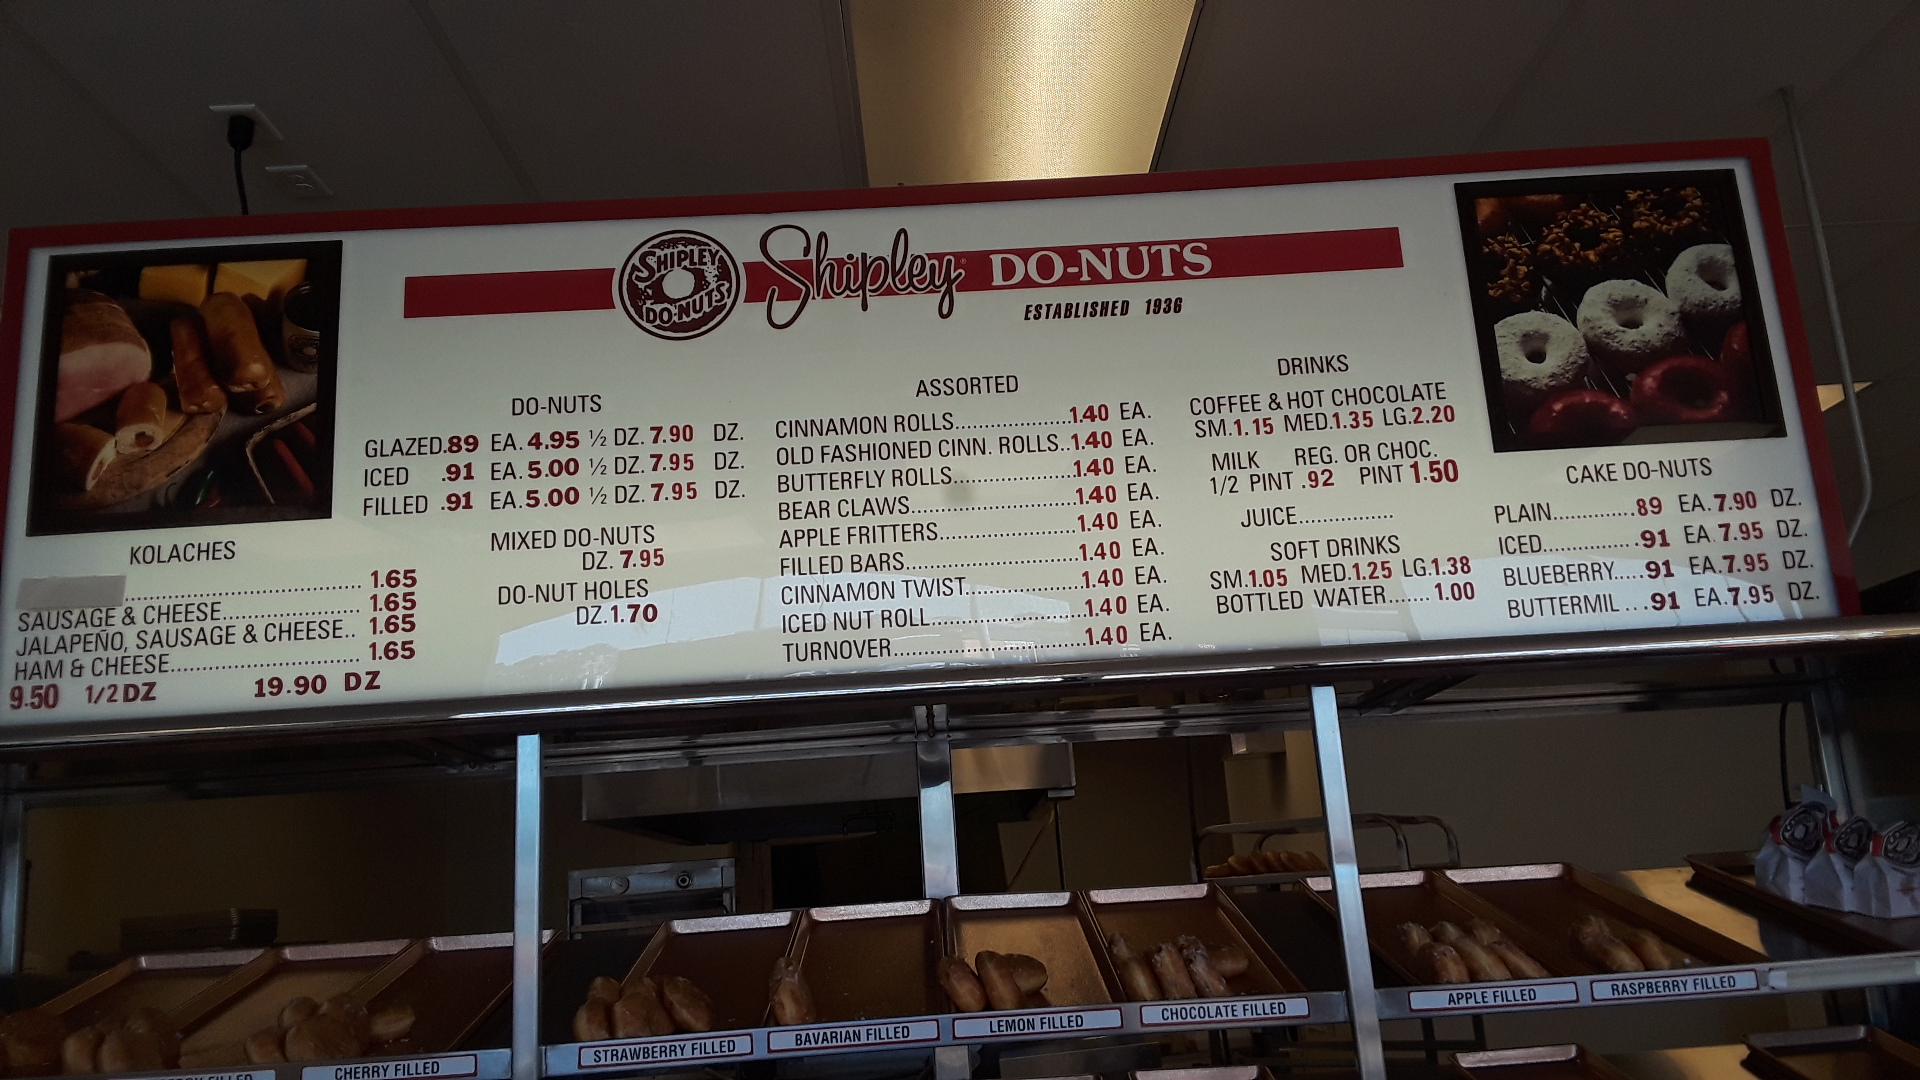 SHIPLEY
DO-NUTS
Shipley DO-NUTS
ESTABLISHED 1936
KOLACHES
1.65
SAUSAGE & CHEESE 1.65
JALAPEÑO, SAUSAGE & CHEESE.. 1.65
HAM & CHEESE 1.65
9.50 1/2 DZ 19.90 DZ
DO-NUTS
GLAZED .89 EA. 4.95 ½ DZ. 7.90 DZ.
ICED .91 EA. 5.00 ½ DZ. 7.95 DZ.
FILLED .91 EA. 5.00 ½ DZ. 7.95 DZ.
MIXED DO-NUTS
DZ. 7.95
DO-NUT HOLES
DZ. 1.70
ASSORTED
CINNAMON ROLLS 1.40 EA.
OLD FASHIONED CINN. ROLLS..1.40 EA.
BUTTERFLY ROLLS 1.40 EA.
BEAR CLAWS 1.40 EA.
APPLE FRITTERS 1.40 EA.
FILLED BARS 1.40 EA.
CINNAMON TWIST 1.40 EA.
ICED NUT ROLL 1.40 EA.
TURNOVER 1.40 EA.
DRINKS
COFFEE & HOT CHOCOLATE
SM. 1.15 MED. 1.35 LG. 2.20
MILK REG. OR CHOC.
1/2 PINT .92 PINT 1.50
JUICE
SOFT DRINKS
SM. 1.05 MED. 1.25 LG. 1.38
BOTTLED WATER 1.00
CAKE DO-NUTS
PLAIN 89 EA. 7.90 DZ.
ICED .91 EA. 7.95 DZ.
BLUEBERRY .91 EA. 7.95 DZ.
BUTTERMIL .91 EA. 7.95 DZ.
FILLED
CHERRY FILLED
STRAWBERRY FILLED
BAVARIAN FILLED
LEMON FILLED
CHOCOLATE FILLED
APPLE FILLED
RASPBERRY FILLED